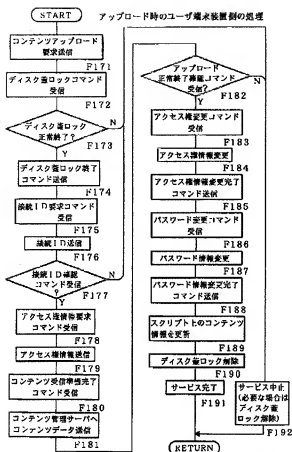 START
アップロード時のユーザ端末装置側の処理
コンテンツアップロード
要求送信
F171
ディスク蓋ロックコマンド
受信
F172
ディスク蓋ロック
正常終了?
N
F173
Y
ディスク蓋ロック終了
コマンド送信
F174
接続ID要求コマンド
受信
F175
接続ID送信
F176
接続ID確認
コマンド受信
?
N
F177
Y
アクセス権情報要求
コマンド受信
F178
アクセス権情報送信
F179
コンテンツ受信準備完了
コマンド受信
F180
コンテンツ管理サーバへ
コンテンツデータ送信
F181
アップロード
正常終了確認コマンド
受信?
N
F182
Y
アクセス権変更コマンド
受信
F183
アクセス権情報変更
F184
アクセス権情報変更完了
コマンド送信
F185
パスワード変更コマンド
受信
F186
パスワード情報変更
F187
パスワード情報変更完了
コマンド送信
F188
スクリプト上のコンテンツ
情報を更新
F189
ディスク蓋ロック解除
F190
サービス完了
F191
サービス中止
(必要な場合は
ディスク蓋
ロック解除)
F192
RETURN